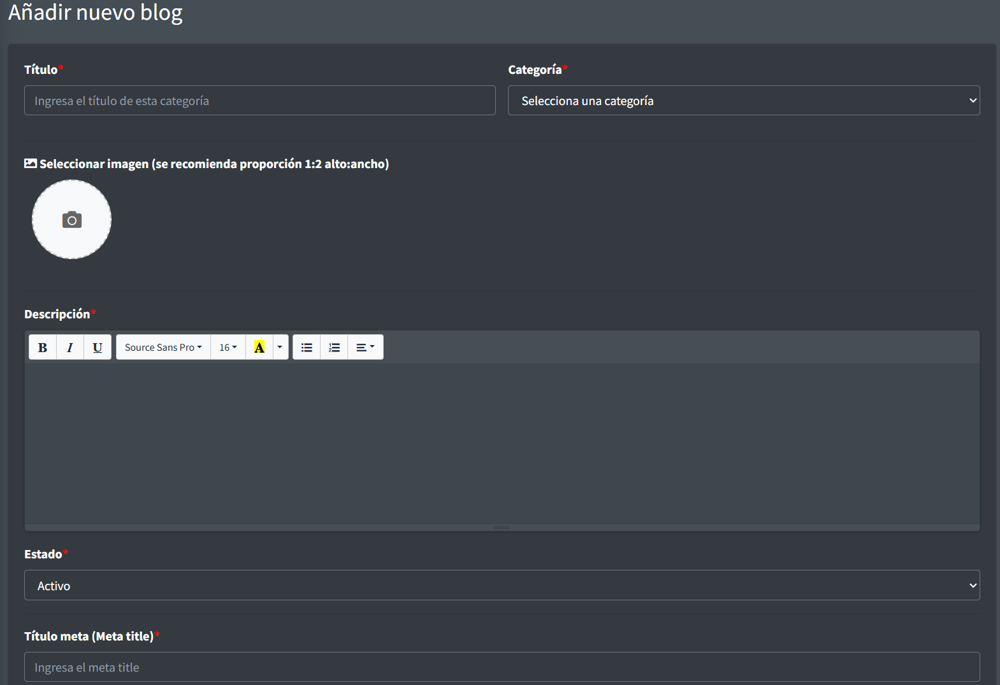 Añadir nuevo blog
Título* Categoría*
Ingresa el título de esta categoría Selecciona una categoría
Seleccionar imagen (se recomienda proporción 1:2 alto:ancho)
Descripción*
B I U Source Sans Pro 16 A
Estado*
Activo
Título meta (Meta title)*
Ingresa el meta title